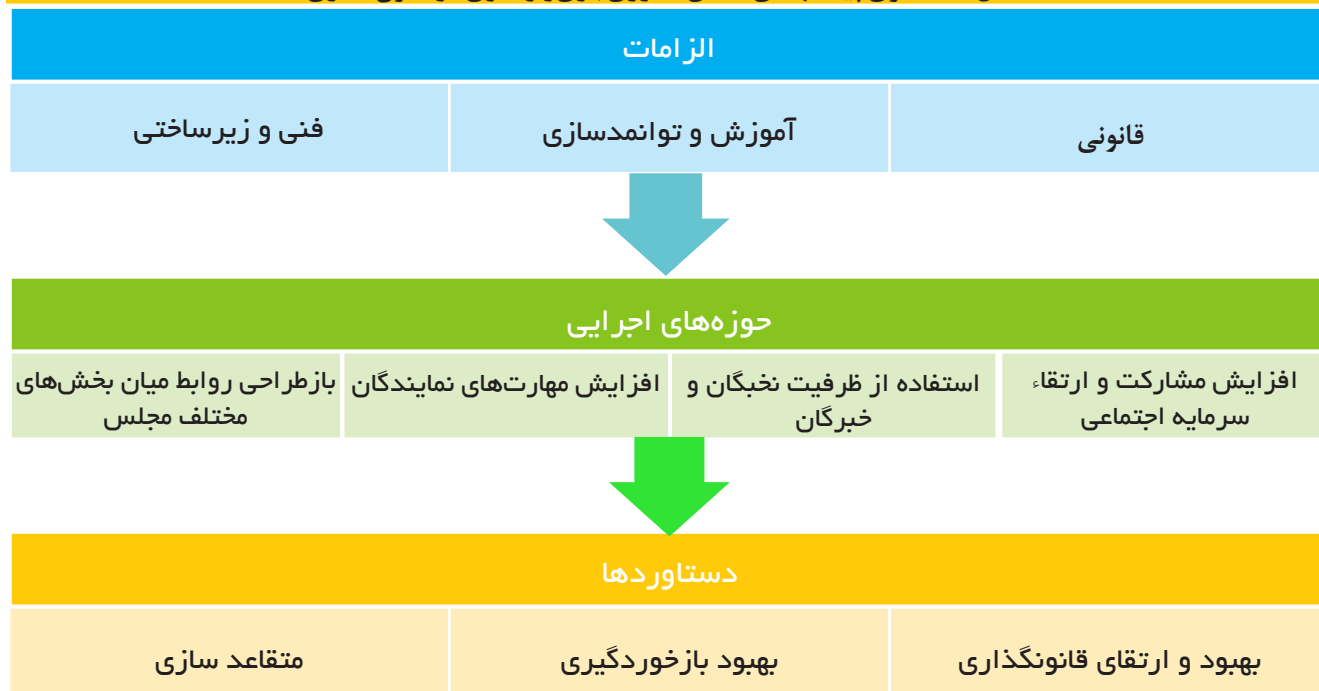 الزامات
قانونی
آموزش و توانمدسازی
فنی و زیرساختی
حوزه‌های اجرایی
افزایش مشارکت و ارتقاء
سرمایه اجتماعی
استفاده از ظرفیت نخبگان و
خبرگان
افزایش مهارت‌های نمایندگان
بازطراحی روابط میان بخش‌های
مختلف مجلس
دستاوردها
بهبود و ارتقای قانونگذاری
بهبود بازخوردگیری
متقاعد سازی